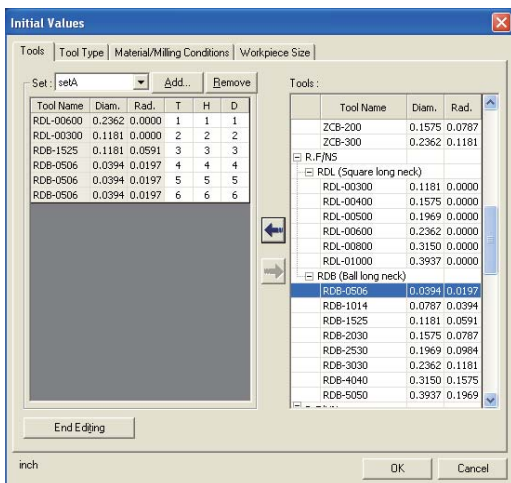 Initial Values
Tools Tool Type Material/Milling Conditions Workpiece Size
Set : setA Add... Remove
Tool Name Diam. Rad. T H D
RDL-00600 0.2362 0.0000 1 1 1
RDL-00300 0.1181 0.0000 2 2 2
RDB-1525 0.1181 0.0591 3 3 3
RDB-0506 0.0394 0.0197 4 4 4
RDB-0506 0.0394 0.0197 5 5 5
RDB-0506 0.0394 0.0197 6 6 6
Tools :
Tool Name Diam. Rad.
ZCB-200 0.1575 0.0787
ZCB-300 0.2362 0.1181
R.F/NS
RDL (Square long neck)
RDL-00300 0.1181 0.0000
RDL-00400 0.1575 0.0000
RDL-00500 0.1969 0.0000
RDL-00600 0.2362 0.0000
RDL-00800 0.3150 0.0000
RDL-01000 0.3937 0.0000
RDB (Ball long neck)
RDB-0506 0.0394 0.0197
RDB-1014 0.0787 0.0394
RDB-1525 0.1181 0.0591
RDB-2030 0.1575 0.0787
RDB-2530 0.1969 0.0984
RDB-3030 0.2362 0.1181
RDB-4040 0.3150 0.1575
RDB-5050 0.3937 0.1969
End Editing
inch
OK Cancel